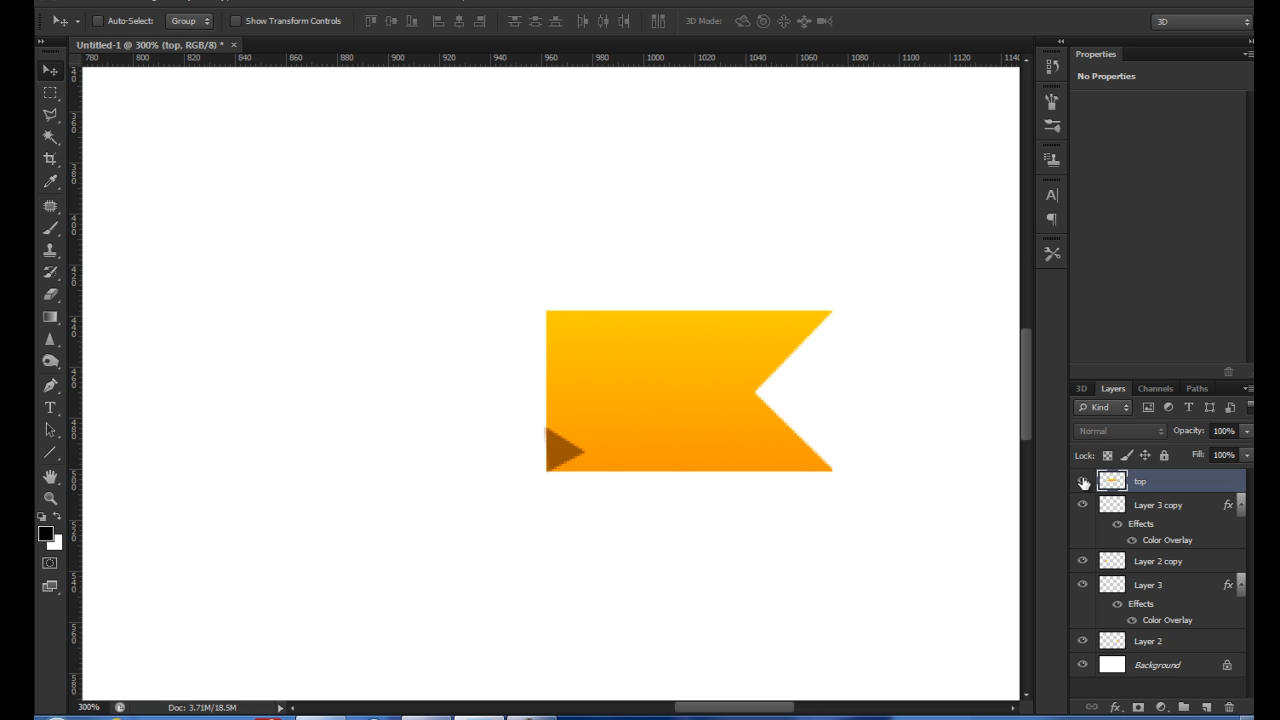 Auto-Select: Group Show Transform Controls 3D Mode: 3D
Untitled-1 @ 300% (top, RGB/8) * ×
780 800 820 840 860 880 900 920 940 960 980 1000 1020 1040 1060 1080 1100 1120 1140
Properties
No Properties
3D Layers Channels Paths
Kind
Normal Opacity: 100%
Lock: Fill: 100%
top
Layer 3 copy fx
Effects
Color Overlay
Layer 2 copy
Layer 3 fx
Effects
Color Overlay
Layer 2
Background
300% Doc: 3.71M/18.5M